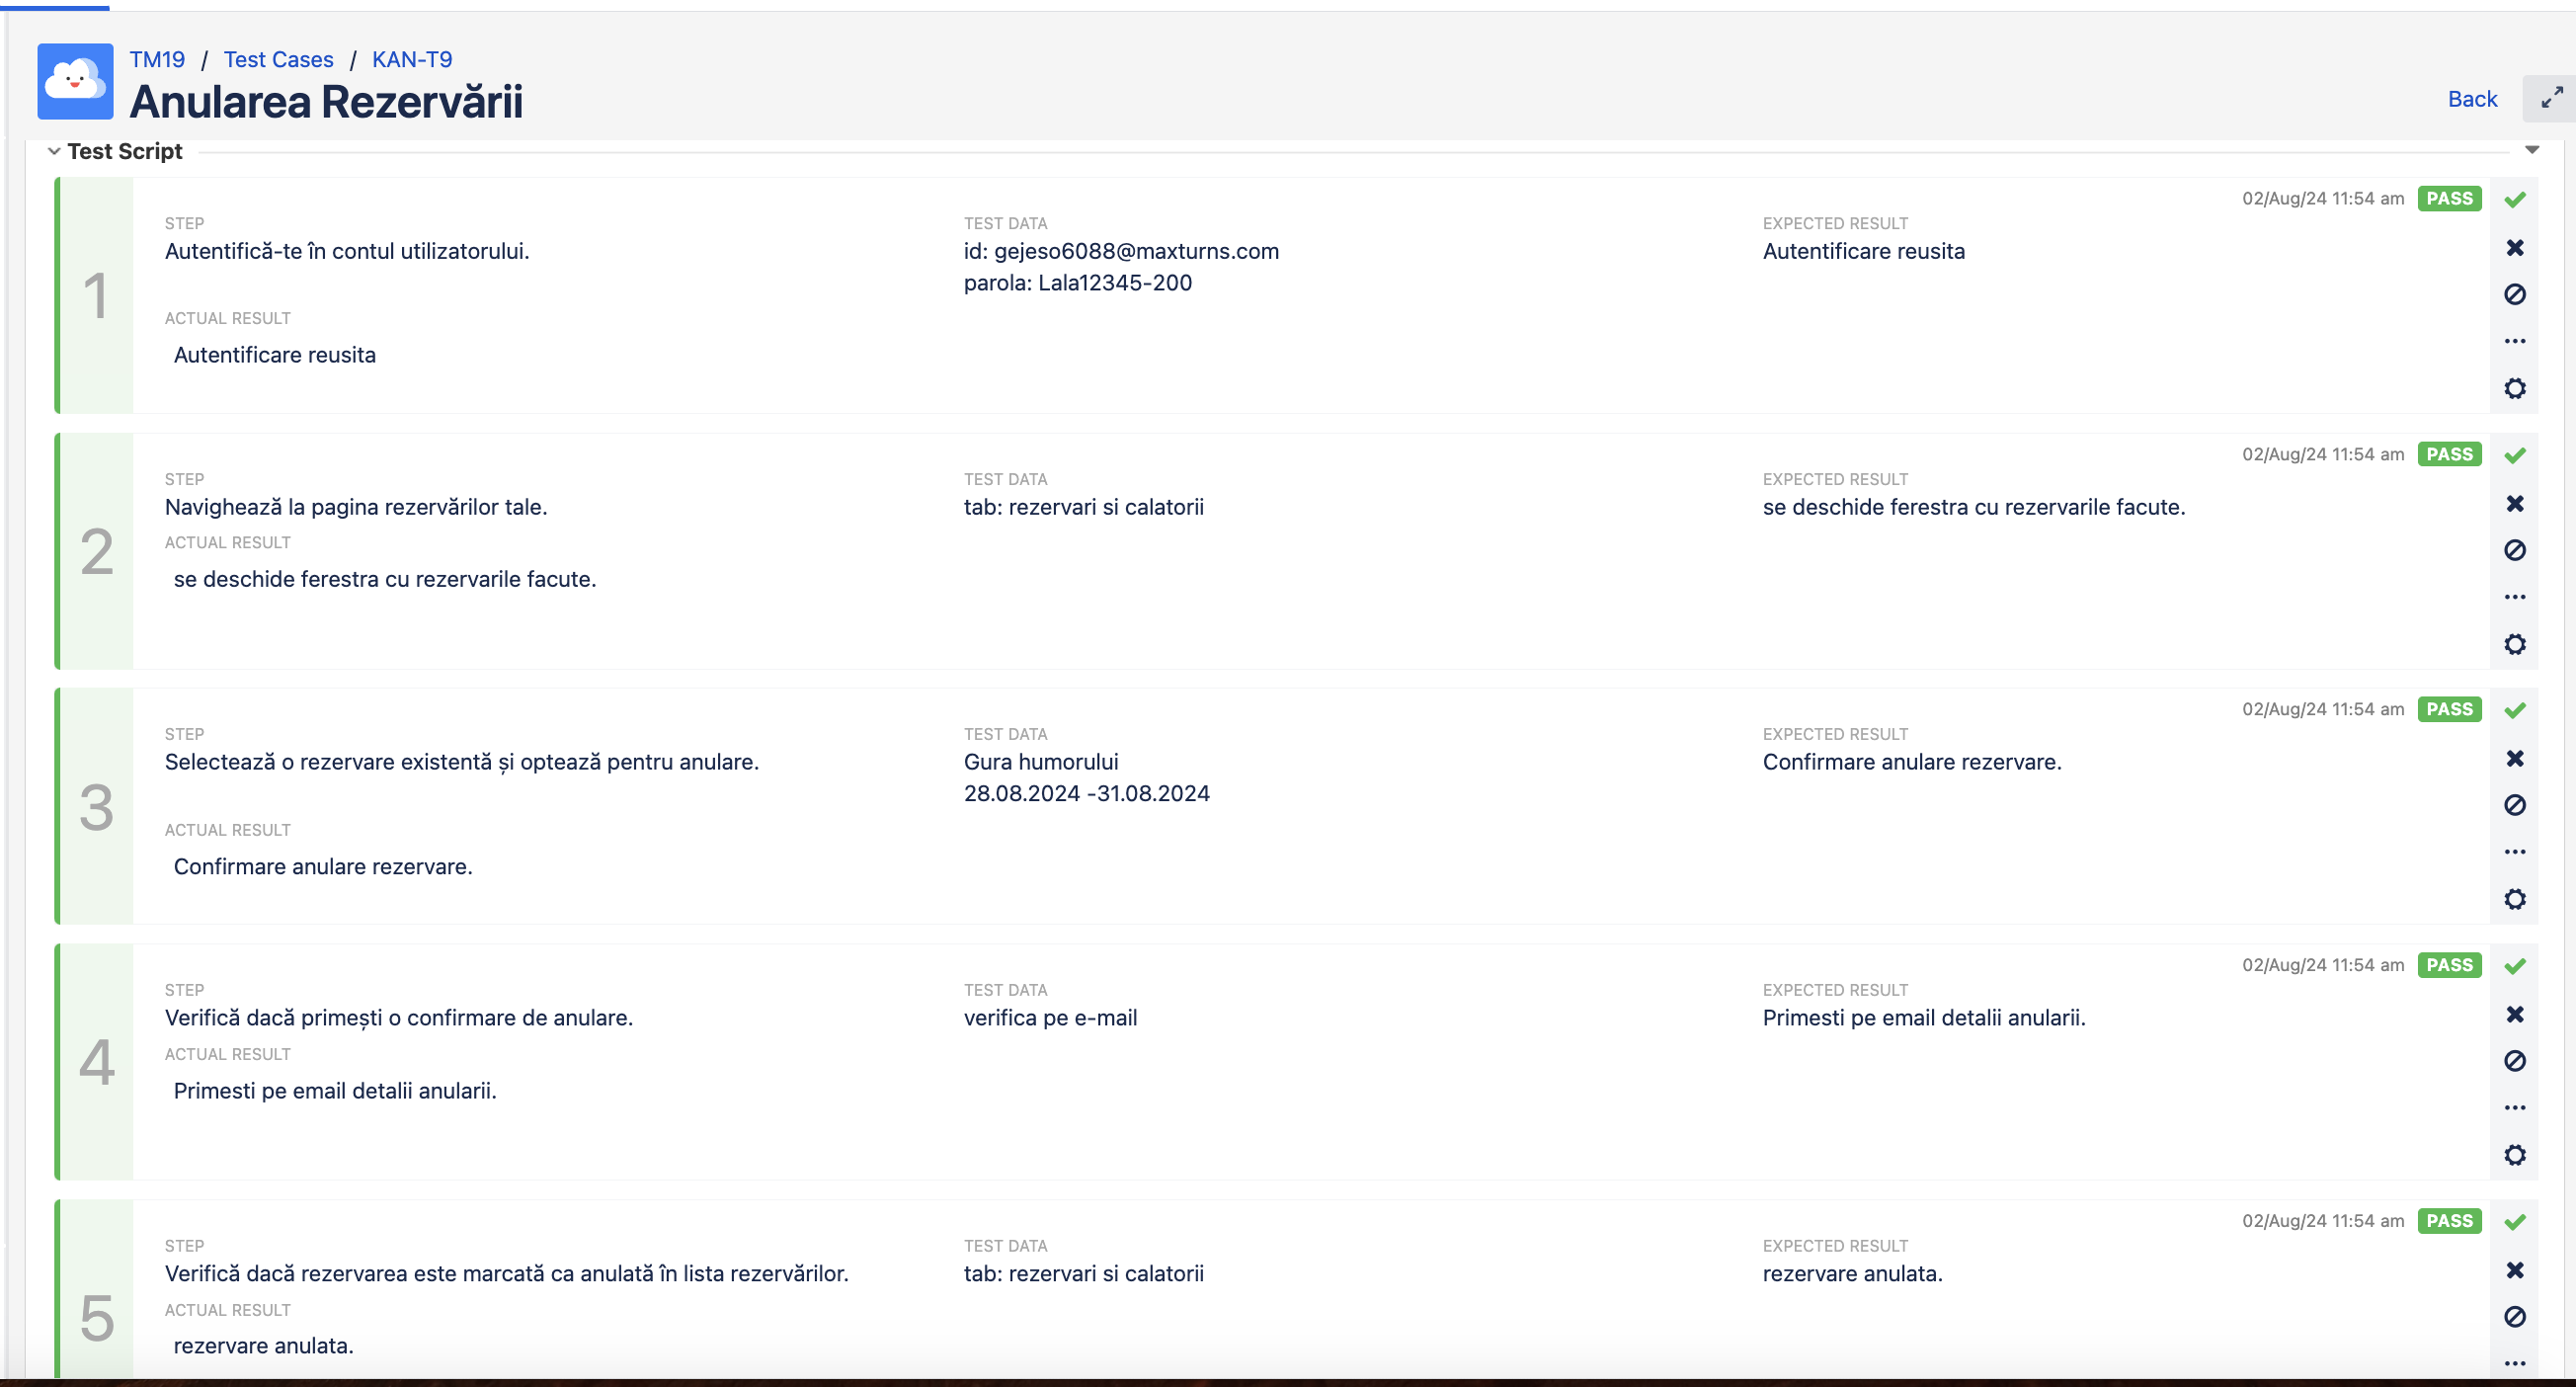 TM19 / Test Cases / KAN-T9
Anularea Rezervării
Back
Test Script
02/Aug/24 11:54 am PASS
1
STEP
Autentifică-te în contul utilizatorului.
TEST DATA
id: gejeso6088@maxturns.com
parola: Lala12345-200
EXPECTED RESULT
Autentificare reusita
ACTUAL RESULT
Autentificare reusita
02/Aug/24 11:54 am PASS
2
STEP
Navighează la pagina rezervărilor tale.
TEST DATA
tab: rezervari si calatorii
EXPECTED RESULT
se deschide ferestra cu rezervarile facute.
ACTUAL RESULT
se deschide ferestra cu rezervarile facute.
02/Aug/24 11:54 am PASS
3
STEP
Selectează o rezervare existentă și optează pentru anulare.
TEST DATA
Gura humorului
28.08.2024 -31.08.2024
EXPECTED RESULT
Confirmare anulare rezervare.
ACTUAL RESULT
Confirmare anulare rezervare.
02/Aug/24 11:54 am PASS
4
STEP
Verifică dacă primești o confirmare de anulare.
TEST DATA
verifica pe e-mail
EXPECTED RESULT
Primesti pe email detalii anularii.
ACTUAL RESULT
Primesti pe email detalii anularii.
02/Aug/24 11:54 am PASS
5
STEP
Verifică dacă rezervarea este marcată ca anulată în lista rezervărilor.
TEST DATA
tab: rezervari si calatorii
EXPECTED RESULT
rezervare anulata.
ACTUAL RESULT
rezervare anulata.